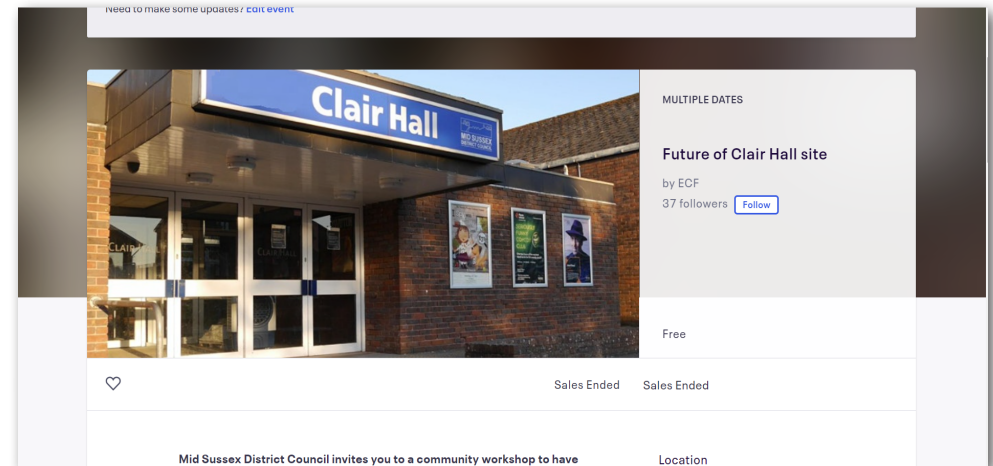 Need to make some updates? Edit event
Clair Hall
MID SUSSEX
DISTRICT COUNCIL
CLAIR HALL
MULTIPLE DATES
Future of Clair Hall site
by ECF
37 followers Follow
Free
Sales Ended Sales Ended
Mid Sussex District Council invites you to a community workshop to have
Location